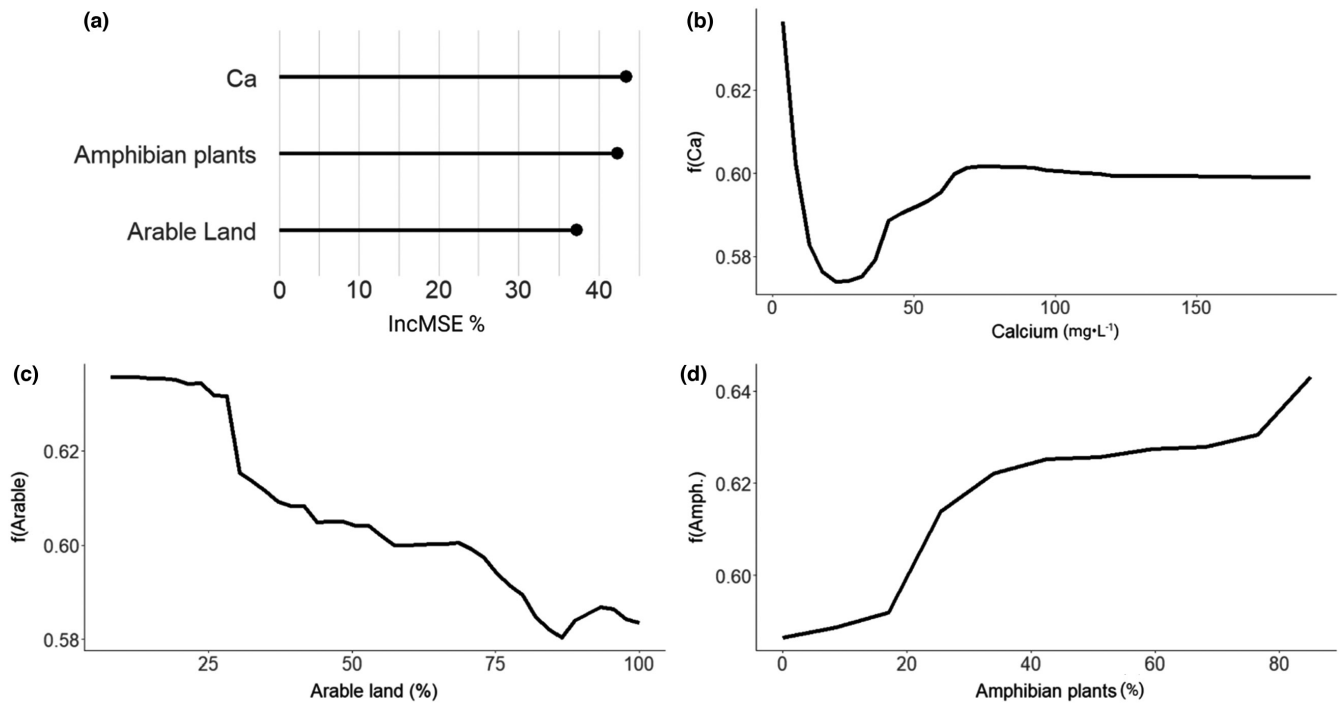 (a)
Ca
Amphibian plants
Arable Land
0 10 20 30 40
IncMSE %
(b)
f(Ca)
0.62
0.60
0.58
0 50 100 150
Calcium (mg•L⁻¹)
(c)
f(Arable)
0.62
0.60
0.58
25 50 75 100
Arable land (%)
(d)
f(Amph.)
0.64
0.62
0.60
0 20 40 60 80
Amphibian plants (%)